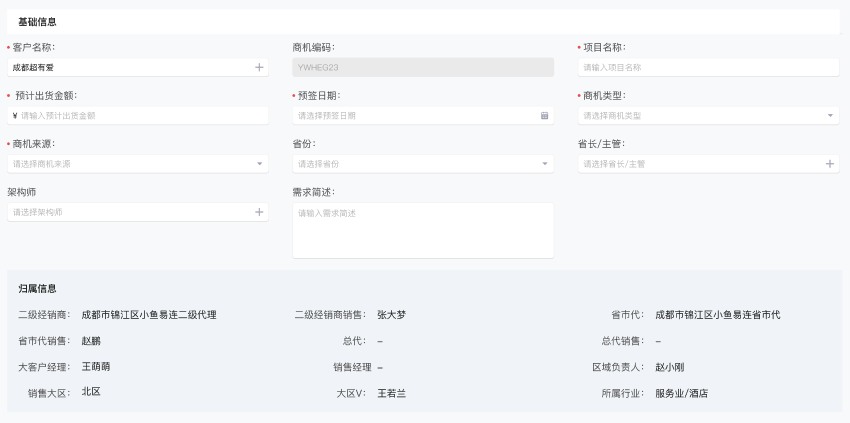 基础信息
• 客户名称： 商机编码： • 项目名称：
成都超有爱 + YWHEG23 请输入项目名称
• 预计出货金额： • 预签日期： • 商机类型：
¥ 请输入预计出货金额 请选择预签日期 请选择商机类型
• 商机来源： 省份： 省长/主管：
请选择商机来源 请选择省份 请选择省长/主管 +
架构师 需求简述：
请选择架构师 + 请输入需求简述
归属信息
二级经销商： 成都市锦江区小鱼易连二级代理 二级经销商销售： 张大梦 省市代： 成都市锦江区小鱼易连省市代
省市代销售： 赵鹏 总代： – 总代销售： –
大客户经理： 王萌萌 销售经理 – 区域负责人： 赵小刚
销售大区： 北区 大区V： 王若兰 所属行业： 服务业/酒店